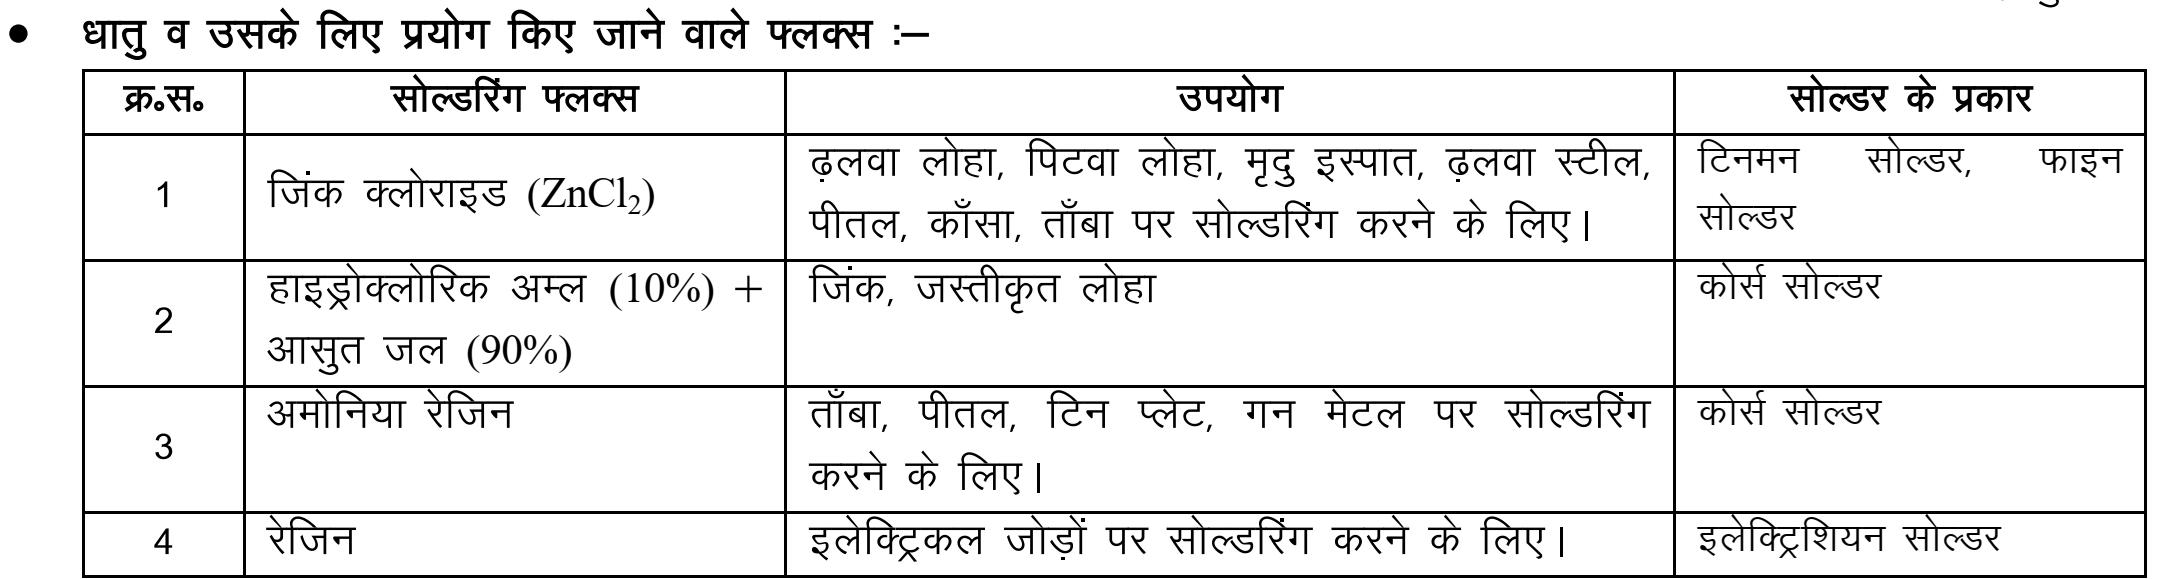 • धातु व उसके लिए प्रयोग किए जाने वाले फ्लक्स :–
क्र०स० सोल्डरिंग फ्लक्स उपयोग सोल्डर के प्रकार
1 जिंक क्लोराइड (ZnCl₂) ढ़लवा लोहा, पिटवा लोहा, मृदु इस्पात, ढ़लवा स्टील, टिनमन सोल्डर, फाइन
पीतल, काँसा, ताँबा पर सोल्डरिंग करने के लिए। सोल्डर
2 हाइड्रोक्लोरिक अम्ल (10%) + जिंक, जस्तीकृत लोहा कोर्स सोल्डर
आसुत जल (90%)
3 अमोनिया रेजिन ताँबा, पीतल, टिन प्लेट, गन मेटल पर सोल्डरिंग कोर्स सोल्डर
करने के लिए।
4 रेजिन इलेक्ट्रिकल जोड़ों पर सोल्डरिंग करने के लिए। इलेक्ट्रिशियन सोल्डर